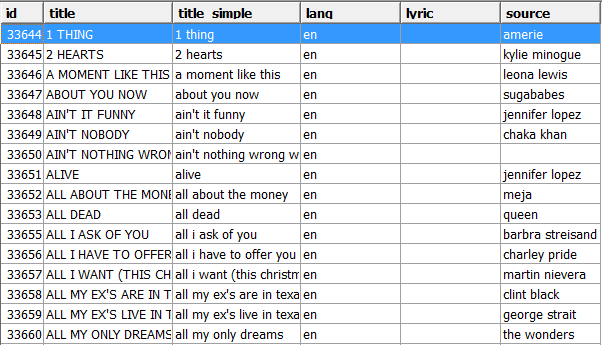 id title title_simple lang lyric source
33644 1 THING 1 thing en amerie
33645 2 HEARTS 2 hearts en kylie minogue
33646 A MOMENT LIKE THIS a moment like this en leona lewis
33647 ABOUT YOU NOW about you now en sugababes
33648 AIN'T IT FUNNY ain't it funny en jennifer lopez
33649 AIN'T NOBODY ain't nobody en chaka khan
33650 AIN'T NOTHING WRON ain't nothing wrong w en
33651 ALIVE alive en jennifer lopez
33652 ALL ABOUT THE MONE all about the money en meja
33653 ALL DEAD all dead en queen
33655 ALL I ASK OF YOU all i ask of you en barbra streisand
33656 ALL I HAVE TO OFFER all i have to offer you en charley pride
33657 ALL I WANT (THIS CH all i want (this christm en martin nievera
33658 ALL MY EX'S ARE IN T all my ex's are in texa en clint black
33659 ALL MY EX'S LIVE IN T all my ex's live in texa en george strait
33660 ALL MY ONLY DREAMS all my only dreams en the wonders